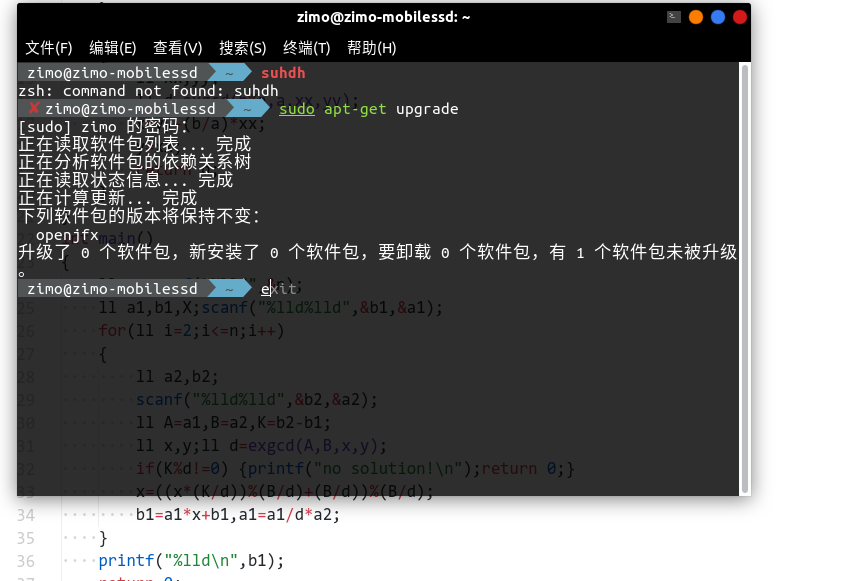 zimo@zimo-mobilessd: ~
文件(F) 编辑(E) 查看(V) 搜索(S) 终端(T) 帮助(H)
zimo@zimo-mobilessd ~ suhdh
zsh: command not found: suhdh
✘ zimo@zimo-mobilessd ~ sudo apt-get upgrade
[sudo] zimo 的密码:
正在读取软件包列表... 完成
正在分析软件包的依赖关系树
正在读取状态信息... 完成
正在计算更新... 完成
下列软件包的版本将保持不变:
openjfx
main()
升级了 0 个软件包，新安装了 0 个软件包，要卸载 0 个软件包，有 1 个软件包未被升级
。
{
zimo@zimo-mobilessd ~ exit
25 ll a1,b1,X;scanf("%lld%lld",&b1,&a1);
26 for(ll i=2;i<=n;i++)
27 {
28 ll a2,b2;
29 scanf("%lld%lld",&b2,&a2);
30 ll A=a1,B=a2,K=b2-b1;
31 ll x,y;ll d=exgcd(A,B,x,y);
32 if(K%d!=0) {printf("no solution!\n");return 0;}
33 x=((x*(K/d))%(B/d)+(B/d))%(B/d);
34 b1=a1*x+b1,a1=a1/d*a2;
35 }
36 printf("%lld\n",b1);
37 return 0;